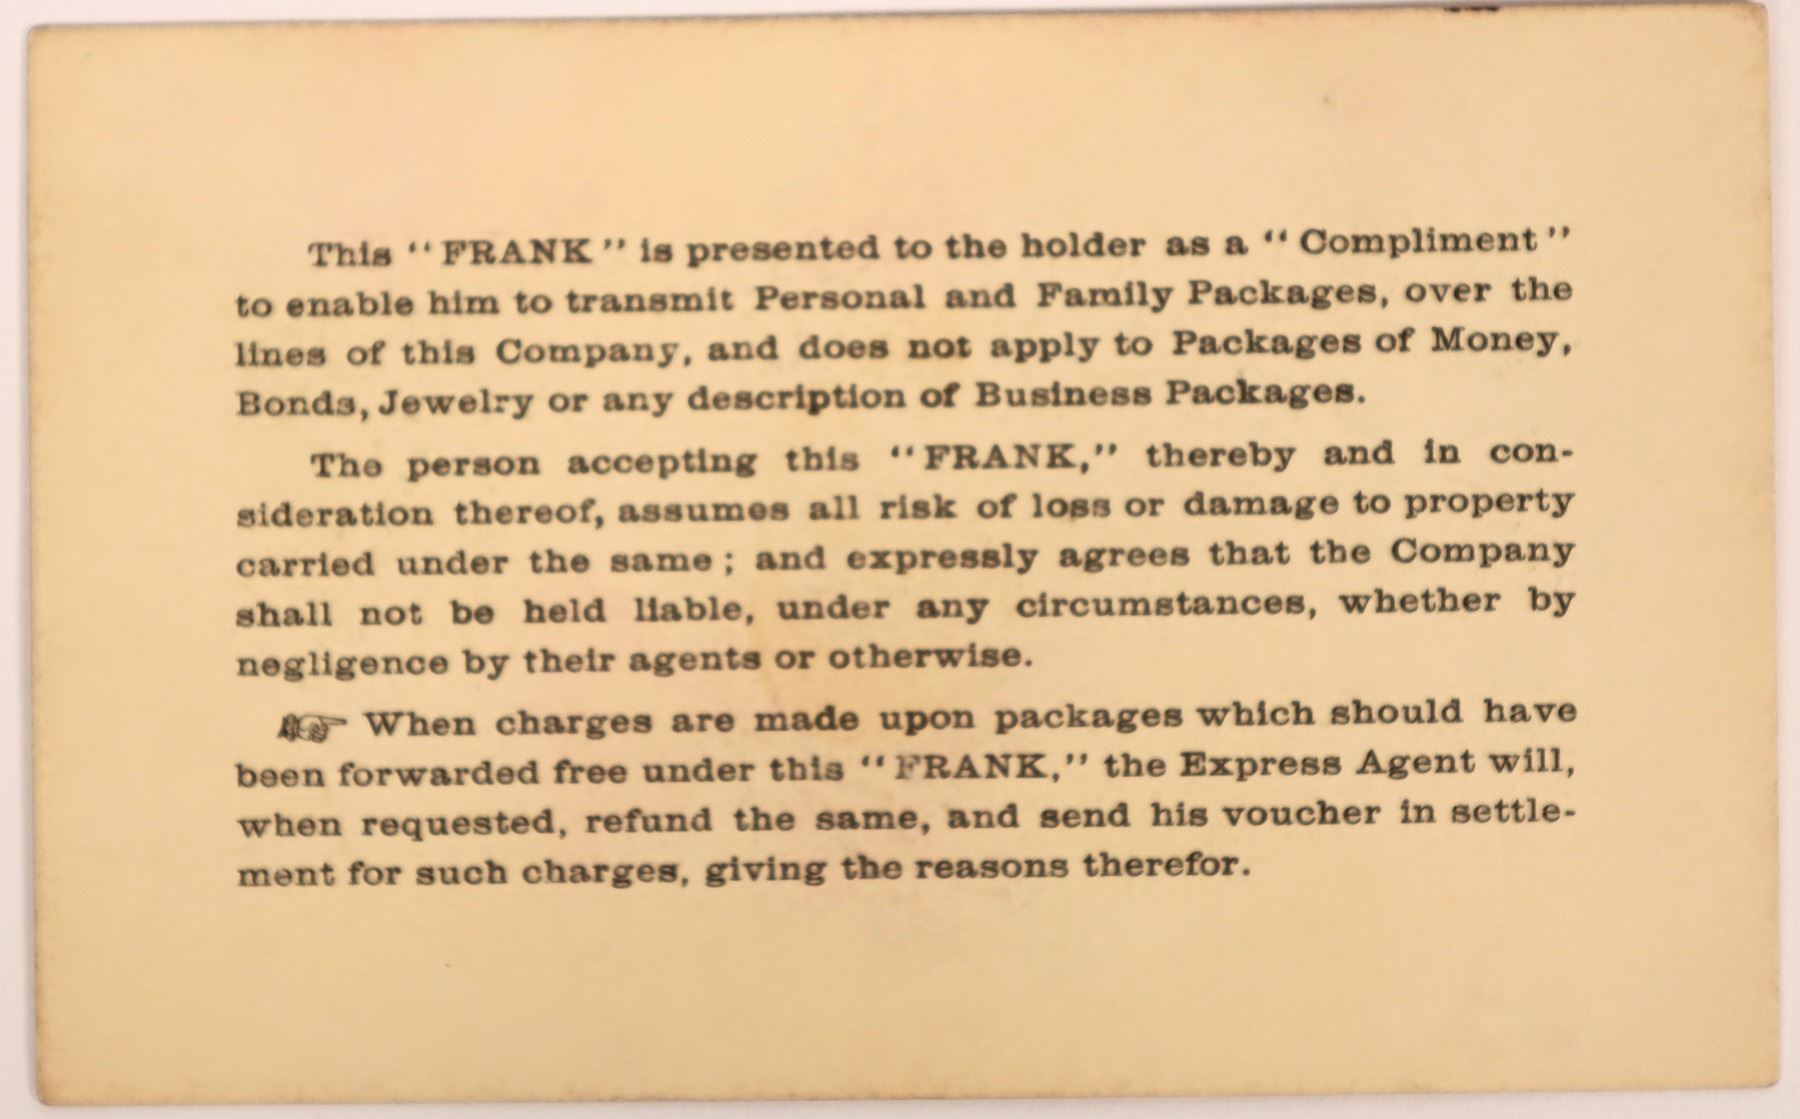 This “FRANK” is presented to the holder as a “Compliment”
to enable him to transmit Personal and Family Packages, over the
lines of this Company, and does not apply to Packages of Money,
Bonds, Jewelry or any description of Business Packages.
The person accepting this “FRANK,” thereby and in con-
sideration thereof, assumes all risk of loss or damage to property
carried under the same; and expressly agrees that the Company
shall not be held liable, under any circumstances, whether by
negligence by their agents or otherwise.
☞ When charges are made upon packages which should have
been forwarded free under this “FRANK,” the Express Agent will,
when requested, refund the same, and send his voucher in settle-
ment for such charges, giving the reasons therefor.